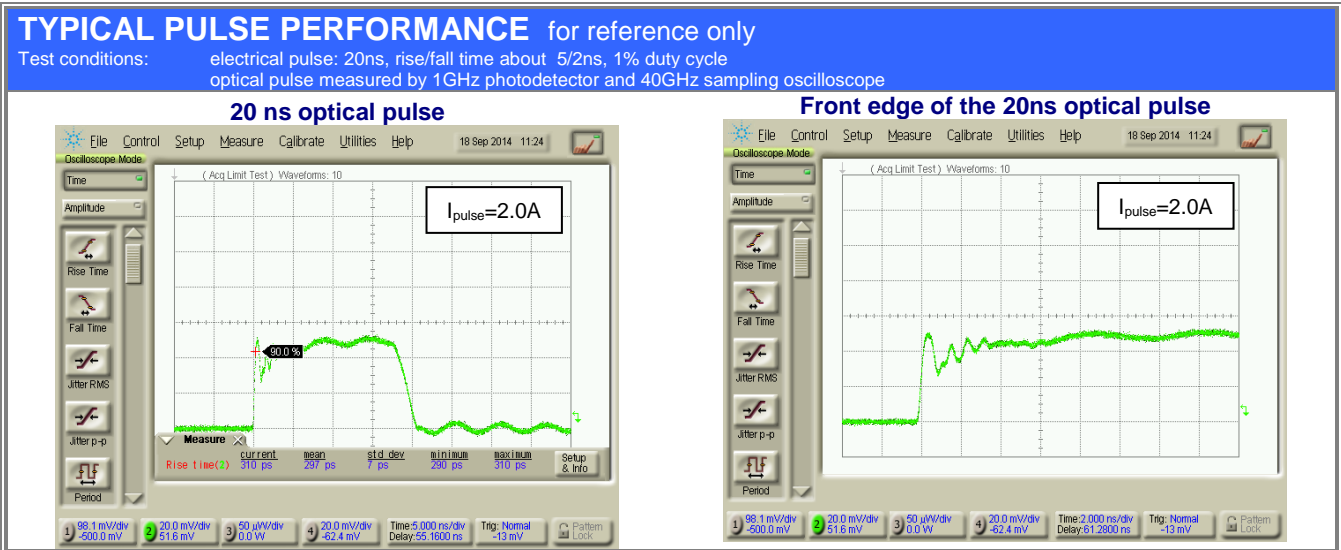 TYPICAL PULSE PERFORMANCE for reference only
Test conditions: electrical pulse: 20ns, rise/fall time about 5/2ns, 1% duty cycle
optical pulse measured by 1GHz photodetector and 40GHz sampling oscilloscope
20 ns optical pulse
File Control Setup Measure Calibrate Utilities Help 18 Sep 2014 11:24
Oscilloscope Mode
Time
(Acq Limit Test) Waveforms: 10
Amplitude
Ipulse=2.0A
Rise Time
Fall Time
90.0 %
Jitter RMS
Jitter p-p
Measure
current mean std dev minimum maximum
Rise time(2) 310 ps 297 ps 7 ps 290 ps 310 ps
Setup
& Info
Period
1) 98.1 mV/div 2) 20.0 mV/div 3) 50 µW/div 4) 20.0 mV/div Time:5.000 ns/div Trig: Normal Pattern
-500.0 mV 51.6 mV 0.0 W -62.4 mV Delay:55.1600 ns -13 mV Lock
Front edge of the 20ns optical pulse
File Control Setup Measure Calibrate Utilities Help 18 Sep 2014 11:24
Oscilloscope Mode
Time
(Acq Limit Test) Waveforms: 10
Amplitude
Ipulse=2.0A
Rise Time
Fall Time
Jitter RMS
Jitter p-p
Period
1) 98.1 mV/div 2) 20.0 mV/div 3) 50 µW/div 4) 20.0 mV/div Time:2.000 ns/div Trig: Normal Pattern
-500.0 mV 51.6 mV 0.0 W -62.4 mV Delay:61.2800 ns -13 mV Lock